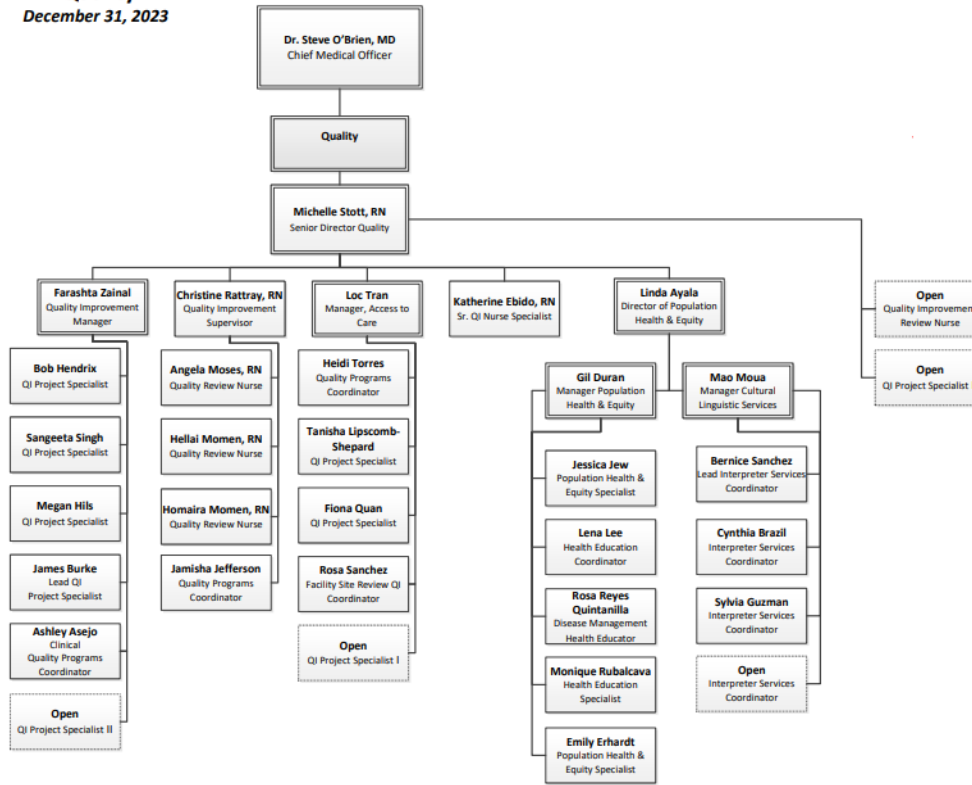 December 31, 2023
Dr. Steve O’Brien, MD
Chief Medical Officer
Quality
Michelle Stott, RN
Senior Director Quality
Farashta Zainal
Quality Improvement
Manager
Christine Rattray, RN
Quality Improvement
Supervisor
Loc Tran
Manager, Access to
Care
Katherine Ebido, RN
Sr. QI Nurse Specialist
Linda Ayala
Director of Population
Health & Equity
Open
Quality Improvement
Review Nurse
Open
QI Project Specialist
Bob Hendrix
QI Project Specialist
Sangeeta Singh
QI Project Specialist
Megan Hils
QI Project Specialist
James Burke
Lead QI
Project Specialist
Ashley Asejo
Clinical
Quality Programs
Coordinator
Open
QI Project Specialist II
Angela Moses, RN
Quality Review Nurse
Hellai Momen, RN
Quality Review Nurse
Homaira Momen, RN
Quality Review Nurse
Jamisha Jefferson
Quality Programs
Coordinator
Heidi Torres
Quality Programs
Coordinator
Tanisha Lipscomb-
Shepard
QI Project Specialist
Fiona Quan
QI Project Specialist
Rosa Sanchez
Facility Site Review QI
Coordinator
Open
QI Project Specialist I
Gil Duran
Manager Population
Health & Equity
Jessica Jew
Population Health &
Equity Specialist
Lena Lee
Health Education
Coordinator
Rosa Reyes
Quintanilla
Disease Management
Health Educator
Monique Rubalcava
Health Education
Specialist
Emily Erhardt
Population Health &
Equity Specialist
Mao Moua
Manager Cultural
Linguistic Services
Bernice Sanchez
Lead Interpreter Services
Coordinator
Cynthia Brazil
Interpreter Services
Coordinator
Sylvia Guzman
Interpreter Services
Coordinator
Open
Interpreter Services
Coordinator